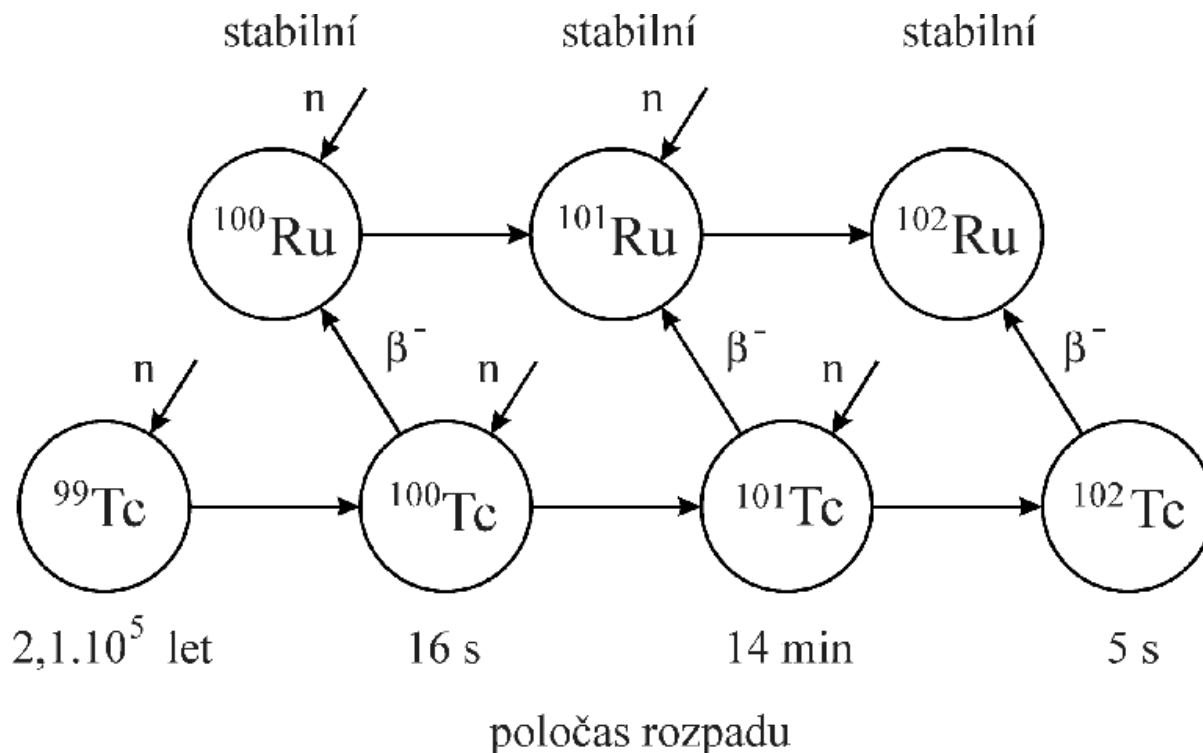 stabilní stabilní stabilní
n n
¹⁰⁰Ru ¹⁰¹Ru ¹⁰²Ru
β⁻ β⁻ β⁻
n n n
⁹⁹Tc ¹⁰⁰Tc ¹⁰¹Tc ¹⁰²Tc
2,1.10⁵ let 16 s 14 min 5 s
poločas rozpadu